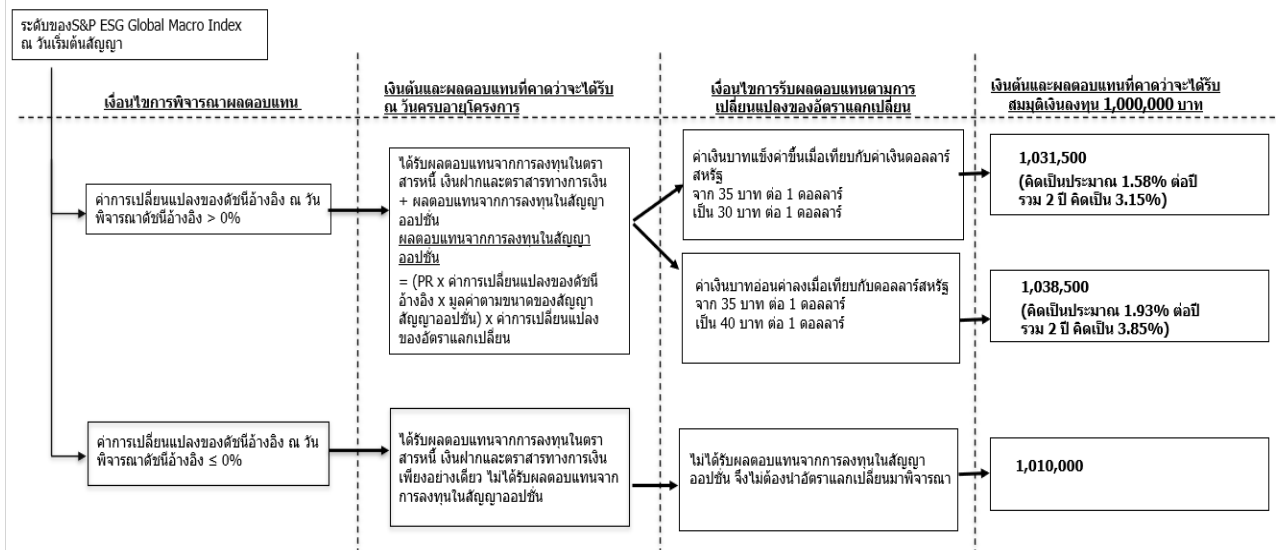 ระดับของS&P ESG Global Macro Index
ณ วันเริ่มต้นสัญญา
เงื่อนไขการพิจารณาผลตอบแทน
เงินต้นและผลตอบแทนที่คาดว่าจะได้รับ
ณ วันครบอายุโครงการ
เงื่อนไขการรับผลตอบแทนตามการ
เปลี่ยนแปลงของอัตราแลกเปลี่ยน
เงินต้นและผลตอบแทนที่คาดว่าจะได้รับ
สมมุติเงินลงทุน 1,000,000 บาท
ค่าการเปลี่ยนแปลงของดัชนีอ้างอิง ณ วัน
พิจารณาดัชนีอ้างอิง > 0%
ได้รับผลตอบแทนจากการลงทุนในตรา
สารหนี้ เงินฝากและตราสารทางการเงิน
+ ผลตอบแทนจากการลงทุนในสัญญา
ออปชั่น
ผลตอบแทนจากการลงทุนในสัญญา
ออปชั่น
= (PR x ค่าการเปลี่ยนแปลงของดัชนี
อ้างอิง x มูลค่าตามขนาดของสัญญา
สัญญาออปชั่น) x ค่าการเปลี่ยนแปลง
ของอัตราแลกเปลี่ยน
ค่าเงินบาทแข็งค่าขึ้นเมื่อเทียบกับค่าเงินดอลลาร์
สหรัฐ
จาก 35 บาท ต่อ 1 ดอลลาร์
เป็น 30 บาท ต่อ 1 ดอลลาร์
1,031,500
(คิดเป็นประมาณ 1.58% ต่อปี
รวม 2 ปี คิดเป็น 3.15%)
ค่าเงินบาทอ่อนค่าลงเมื่อเทียบกับดอลลาร์สหรัฐ
จาก 35 บาท ต่อ 1 ดอลลาร์
เป็น 40 บาท ต่อ 1 ดอลลาร์
1,038,500
(คิดเป็นประมาณ 1.93% ต่อปี
รวม 2 ปี คิดเป็น 3.85%)
ค่าการเปลี่ยนแปลงของดัชนีอ้างอิง ณ วัน
พิจารณาดัชนีอ้างอิง ≤ 0%
ได้รับผลตอบแทนจากการลงทุนในตรา
สารหนี้ เงินฝากและตราสารทางการเงิน
เพียงอย่างเดียว ไม่ได้รับผลตอบแทนจาก
การลงทุนในสัญญาออปชั่น
ไม่ได้รับผลตอบแทนจากการลงทุนในสัญญา
ออปชั่น จึงไม่ต้องนำอัตราแลกเปลี่ยนมาพิจารณา
1,010,000